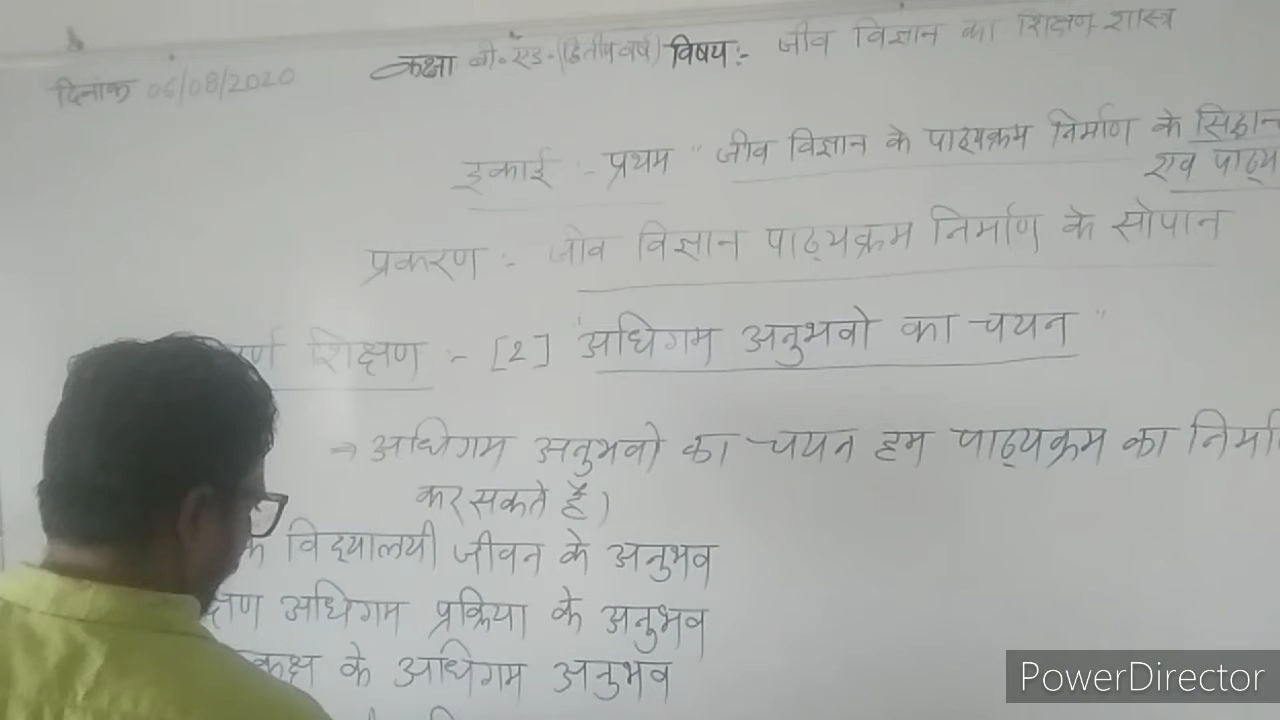 दिनांक 06/08/2020 कक्षा बी॰एड॰(द्वितीय वर्ष) विषय:- जीव विज्ञान का शिक्षण-शास्त्र
इकाई :- प्रथम " जीव विज्ञान के पाठ्यक्रम निर्माण के
एवं पाठ्य
प्रकरण :- जीव विज्ञान पाठ्यक्रम निर्माण के सोपान
शिक्षण :- [2] "अधिगम अनुभवो का चयन"
⇒ अधिगम अनुभवो का चयन हम पाठ्यक्रम का
कर सकते है)
विद्यालयी जीवन के अनुभव
अधिगम प्रक्रिया के अनुभव
के अधिगम अनुभव
PowerDirector